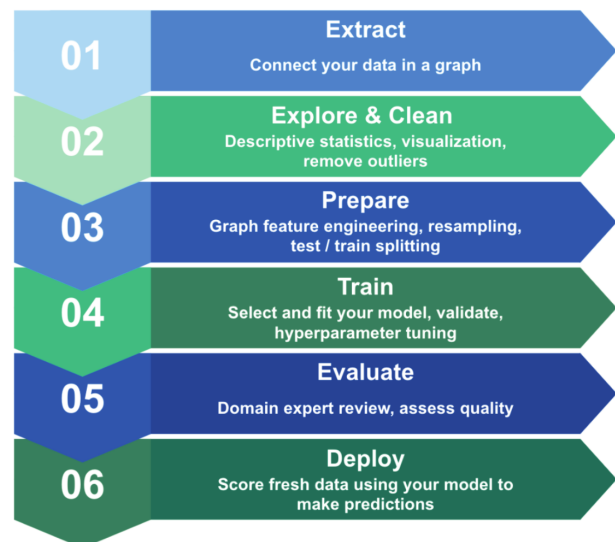 01
Extract
Connect your data in a graph
02
Explore & Clean
Descriptive statistics, visualization,
remove outliers
03
Prepare
Graph feature engineering, resampling,
test / train splitting
04
Train
Select and fit your model, validate,
hyperparameter tuning
05
Evaluate
Domain expert review, assess quality
06
Deploy
Score fresh data using your model to
make predictions